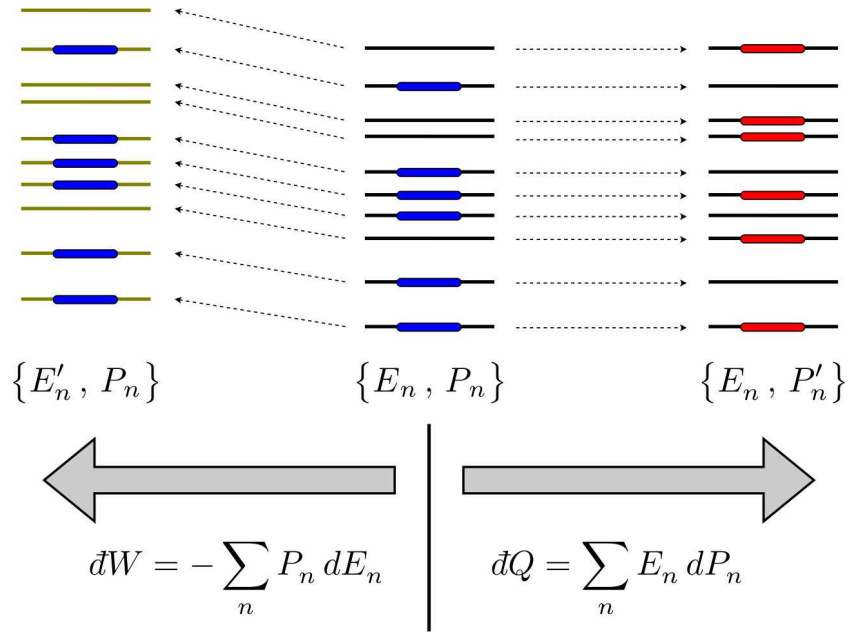 {E′ₙ , Pₙ} {Eₙ , Pₙ} {Eₙ , P′ₙ}
đW = − ∑ₙ Pₙ dEₙ đQ = ∑ₙ Eₙ dPₙ